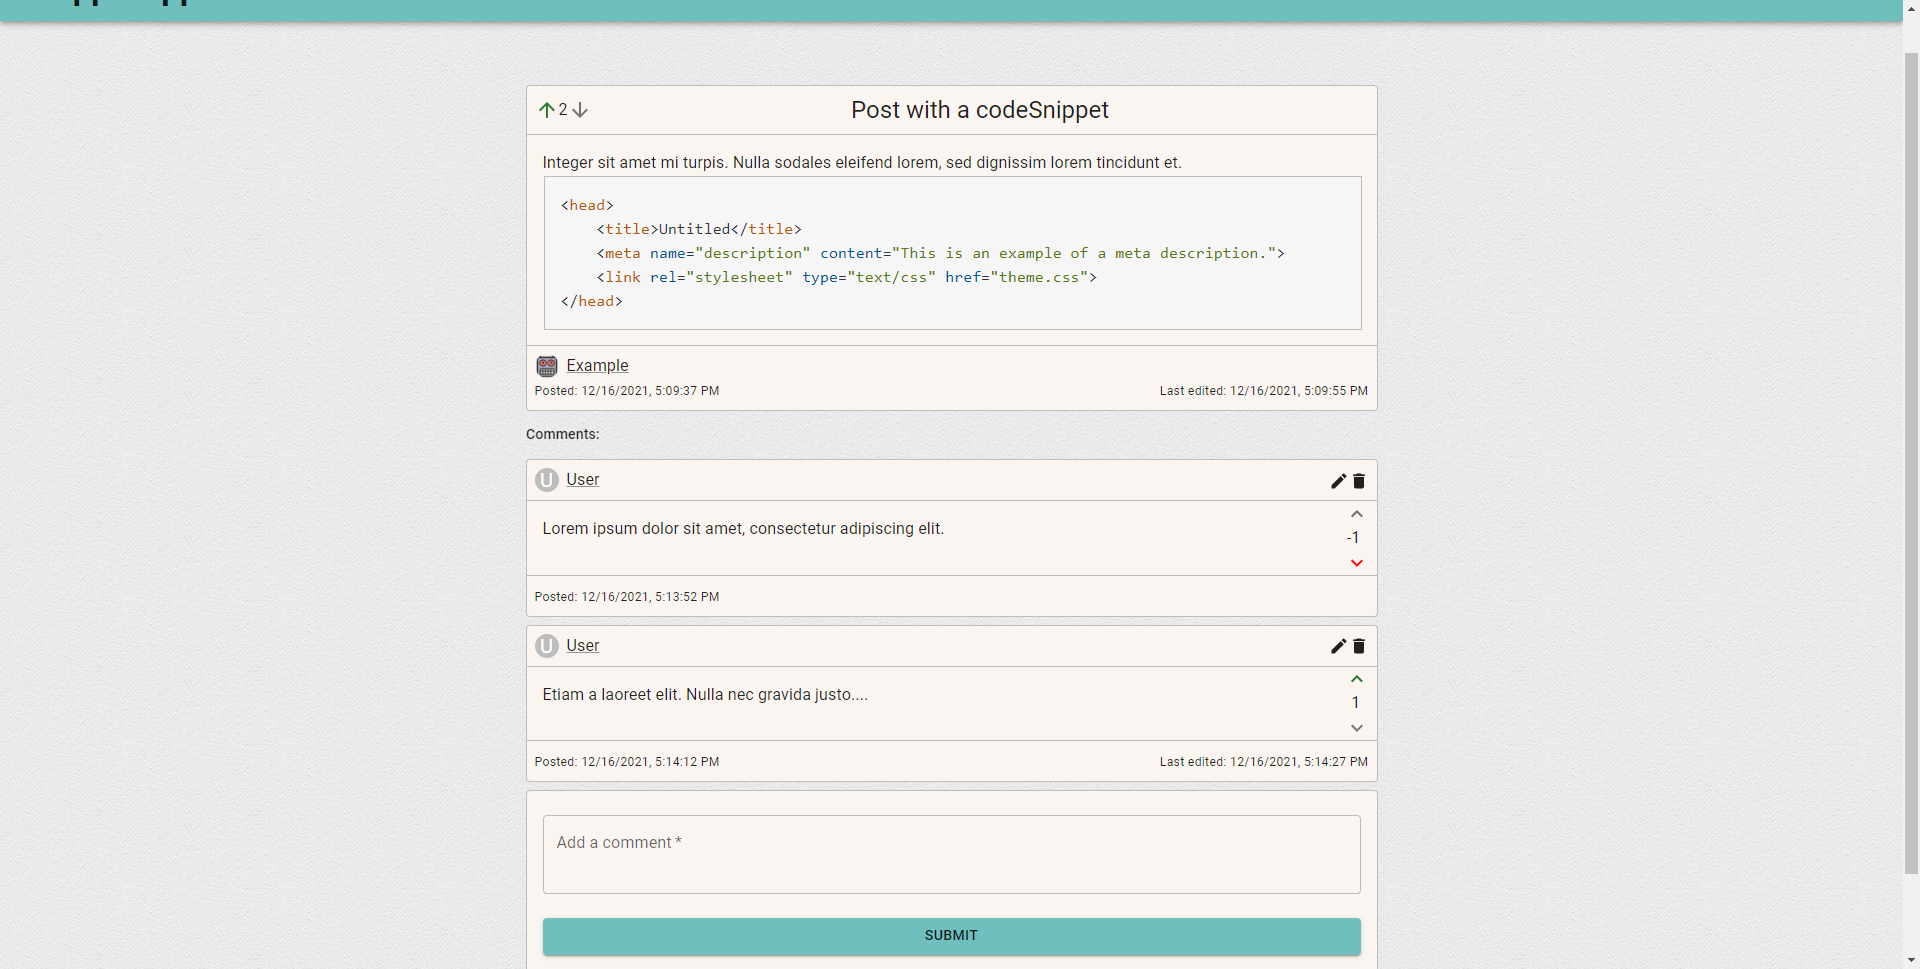 2
Post with a codeSnippet
Integer sit amet mi turpis. Nulla sodales eleifend lorem, sed dignissim lorem tincidunt et.
<head>
    <title>Untitled</title>
    <meta name="description" content="This is an example of a meta description.">
    <link rel="stylesheet" type="text/css" href="theme.css">
</head>
Example
Posted: 12/16/2021, 5:09:37 PM Last edited: 12/16/2021, 5:09:55 PM
Comments:
U User
Lorem ipsum dolor sit amet, consectetur adipiscing elit.
-1
Posted: 12/16/2021, 5:13:52 PM
U User
Etiam a laoreet elit. Nulla nec gravida justo....
1
Posted: 12/16/2021, 5:14:12 PM Last edited: 12/16/2021, 5:14:27 PM
Add a comment *
SUBMIT